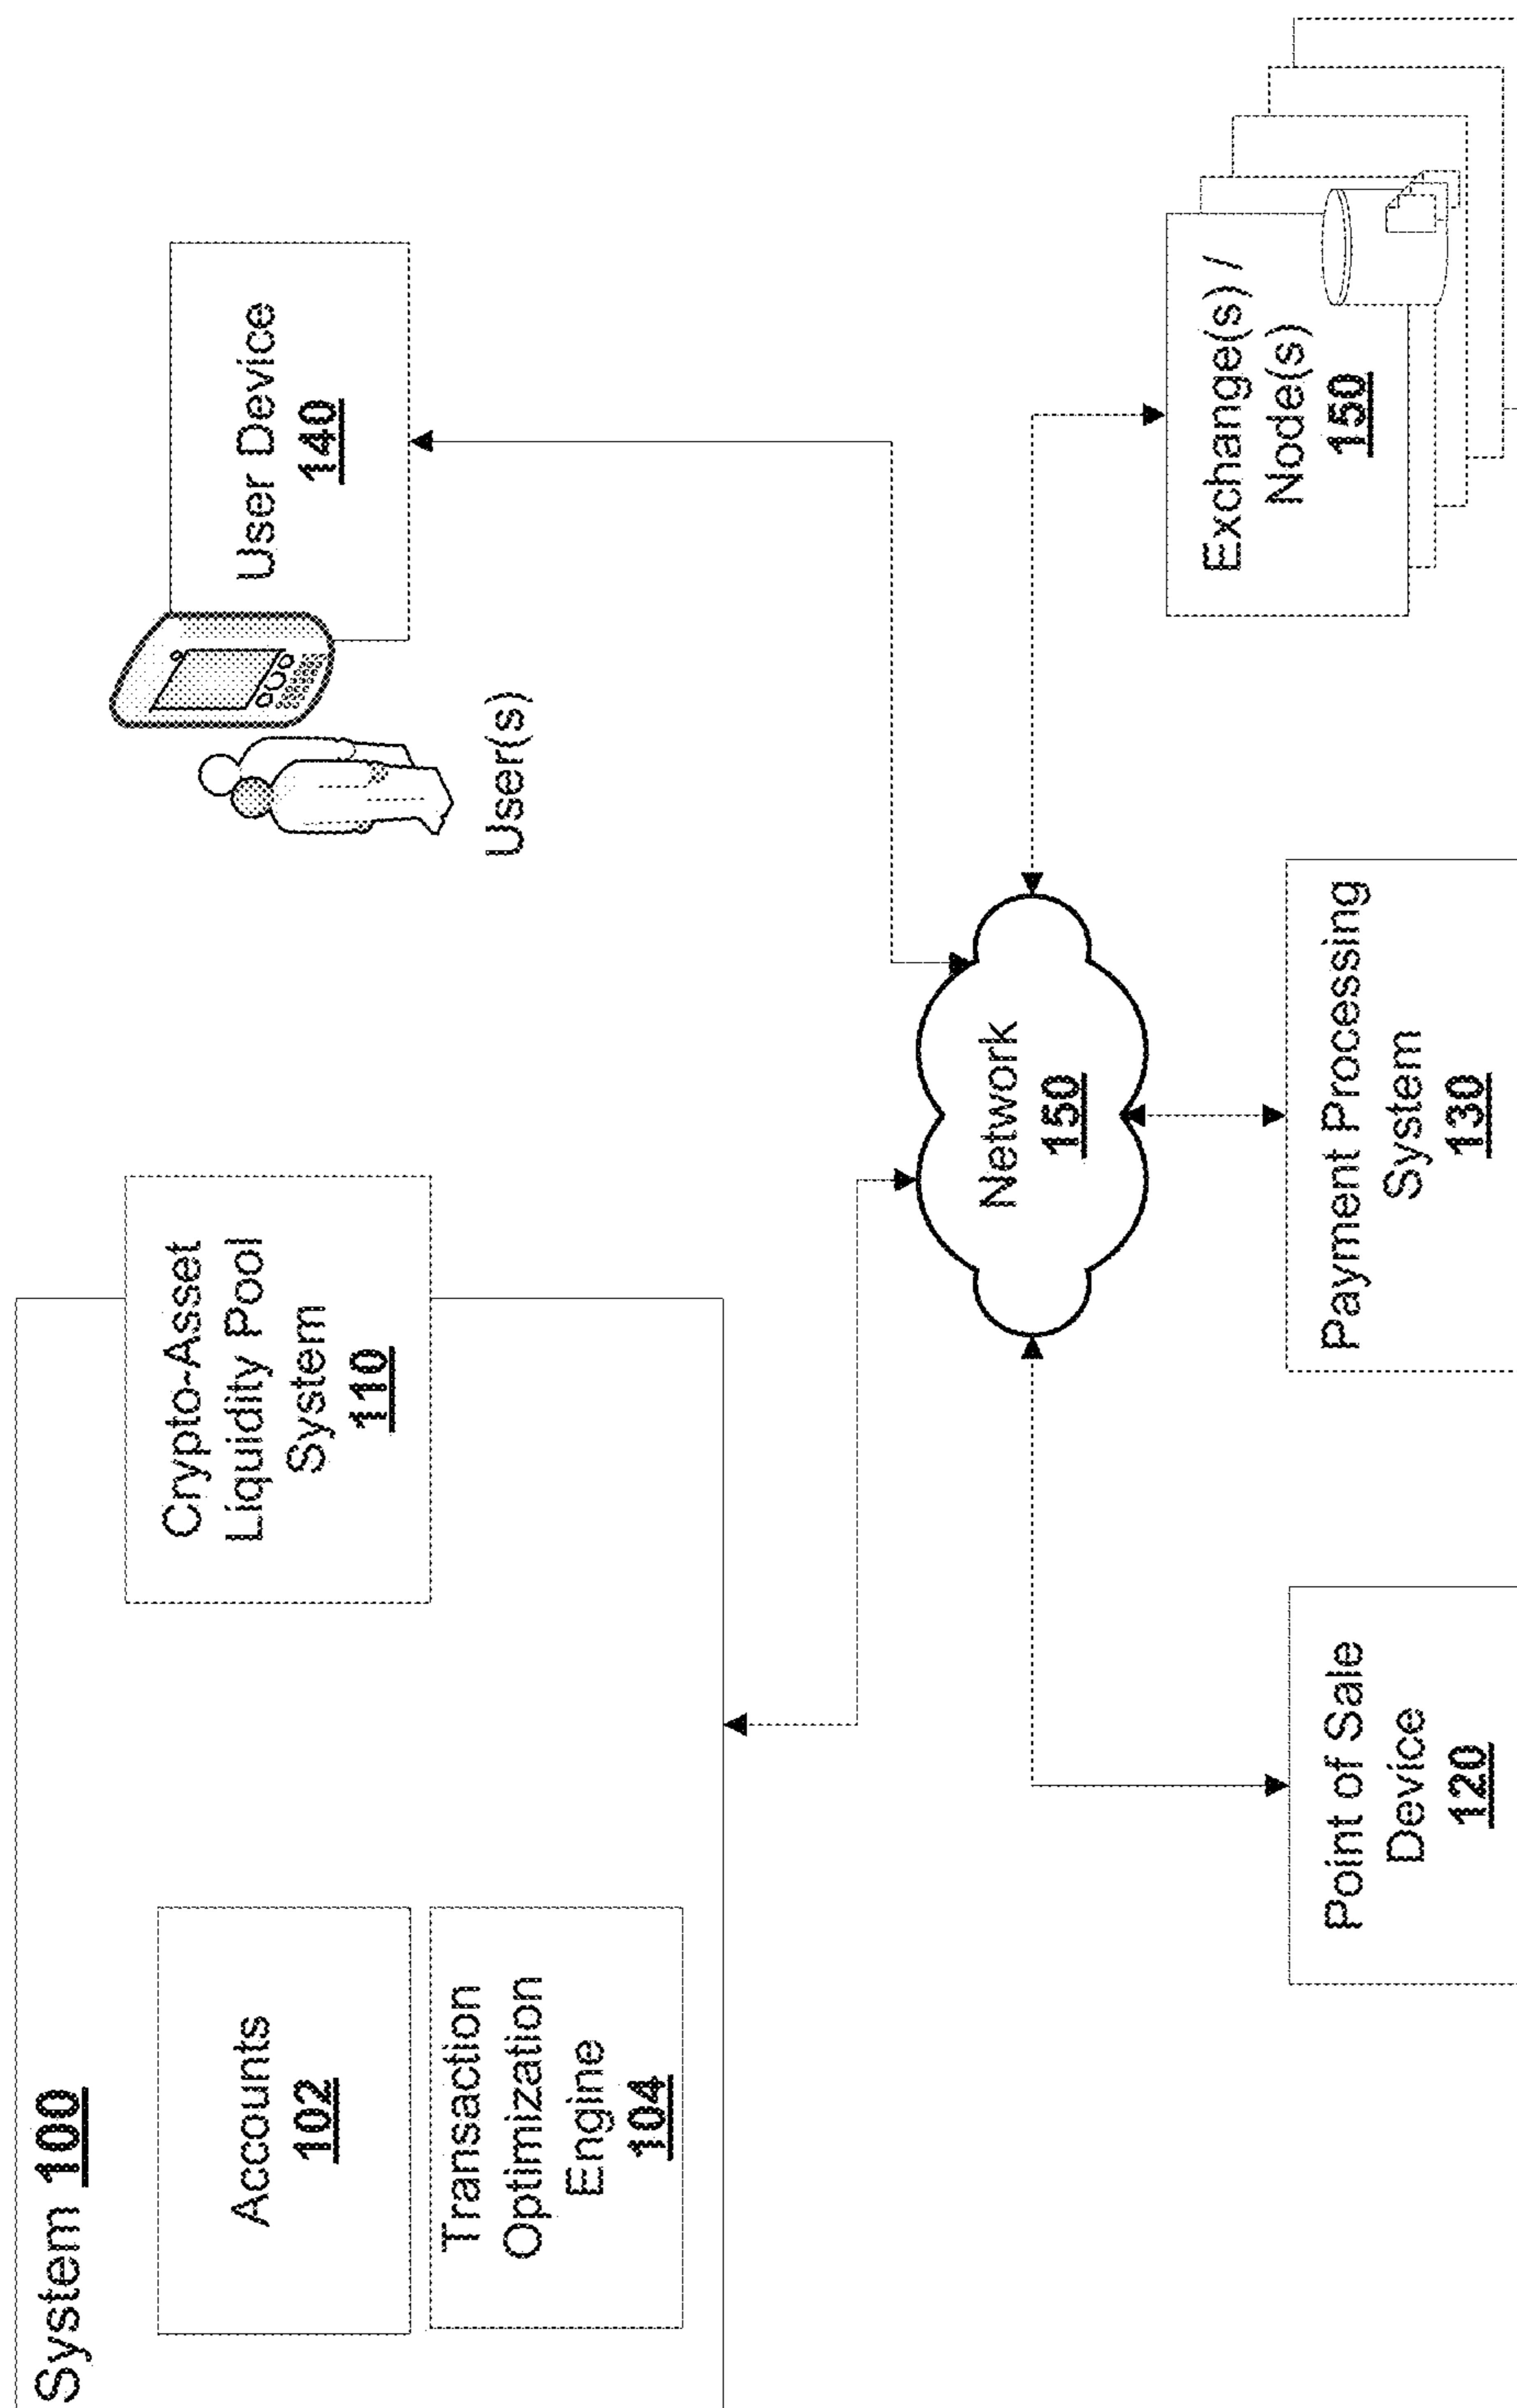 System 100
Accounts
102
Transaction
Optimization
Engine
104
Crypto-Asset
Liquidity Pool
System
110
User(s)
User Device
140
Network
150
Point of Sale
Device
120
Payment Processing
System
130
Exchange(s) /
Node(s)
150